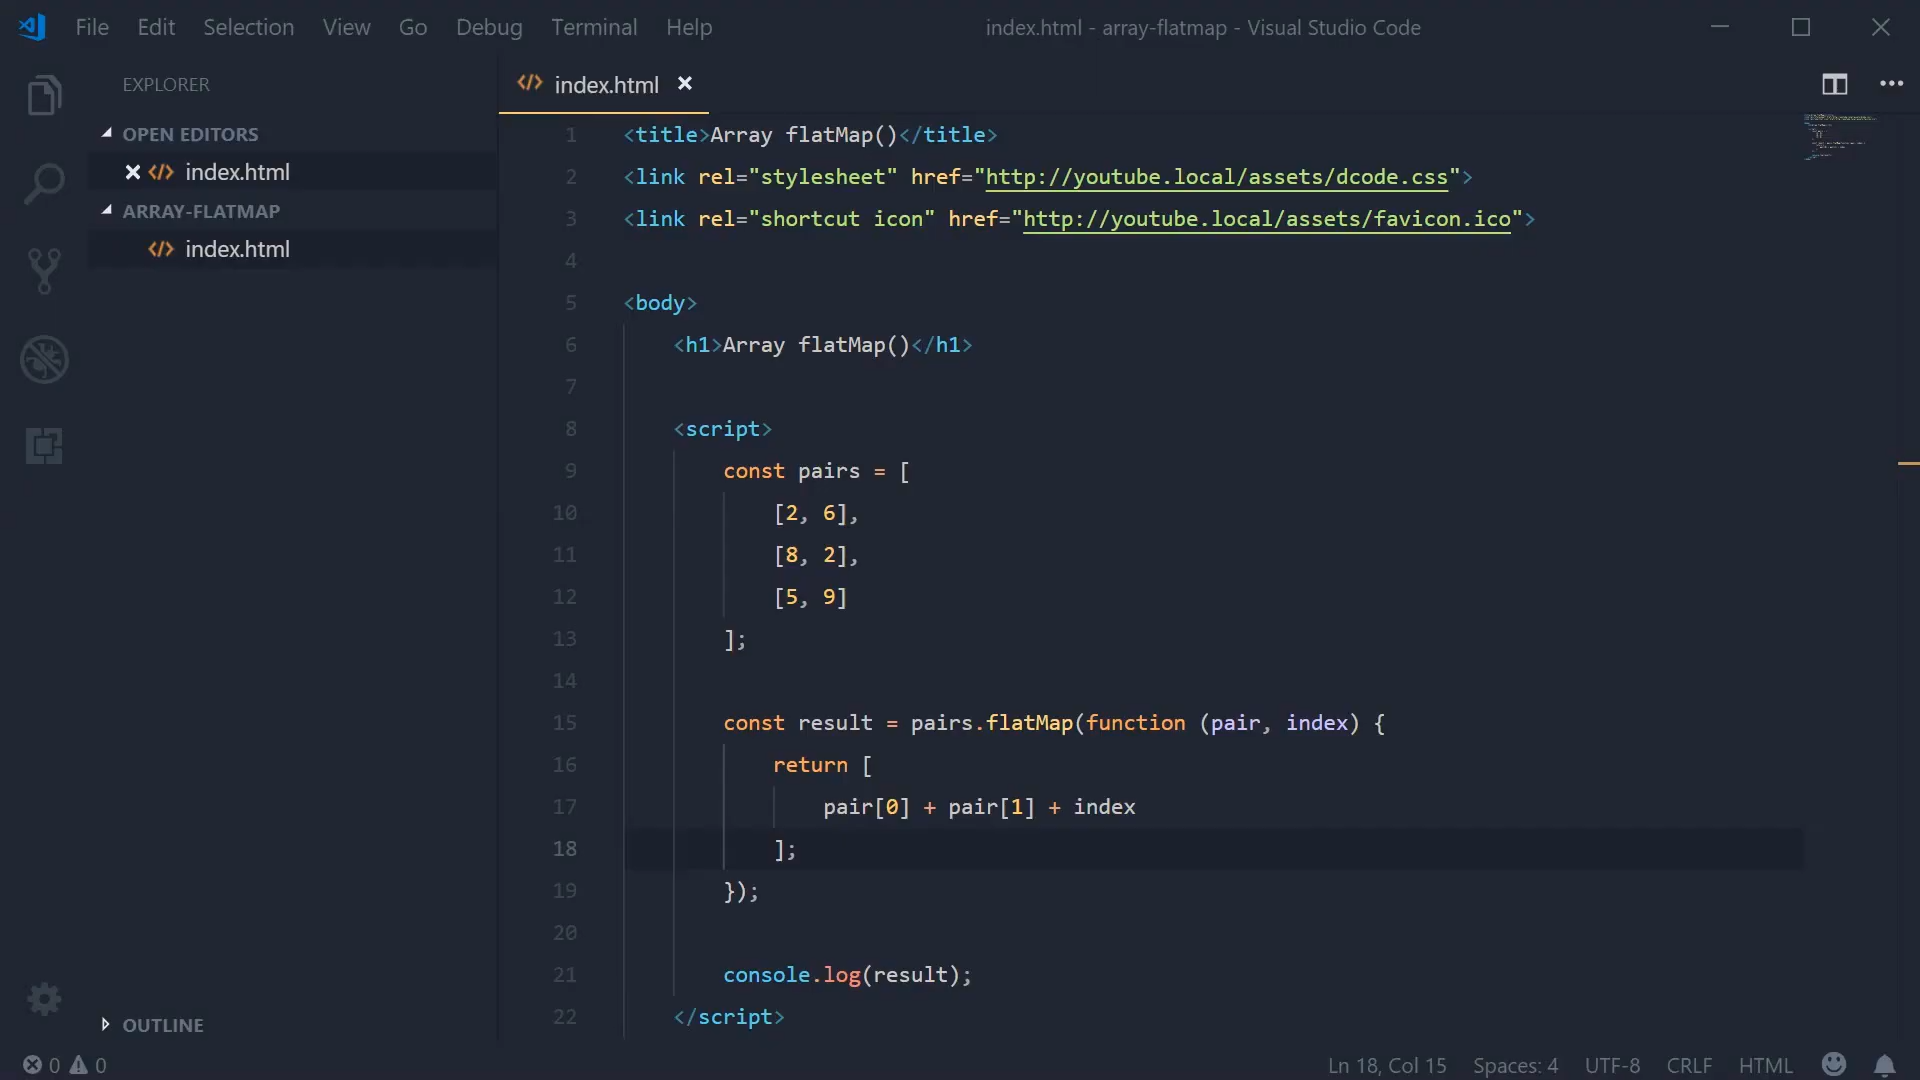 File Edit Selection View Go Debug Terminal Help
index.html - array-flatmap - Visual Studio Code
EXPLORER
OPEN EDITORS
index.html
ARRAY-FLATMAP
index.html
OUTLINE
index.html
1 <title>Array flatMap()</title>
2 <link rel="stylesheet" href="http://youtube.local/assets/dcode.css">
3 <link rel="shortcut icon" href="http://youtube.local/assets/favicon.ico">
4
5 <body>
6     <h1>Array flatMap()</h1>
7
8     <script>
9         const pairs = [
10             [2, 6],
11             [8, 2],
12             [5, 9]
13         ];
14
15         const result = pairs.flatMap(function (pair, index) {
16             return [
17                 pair[0] + pair[1] + index
18             ];
19         });
20
21         console.log(result);
22     </script>
0 0
Ln 18, Col 15 Spaces: 4 UTF-8 CRLF HTML